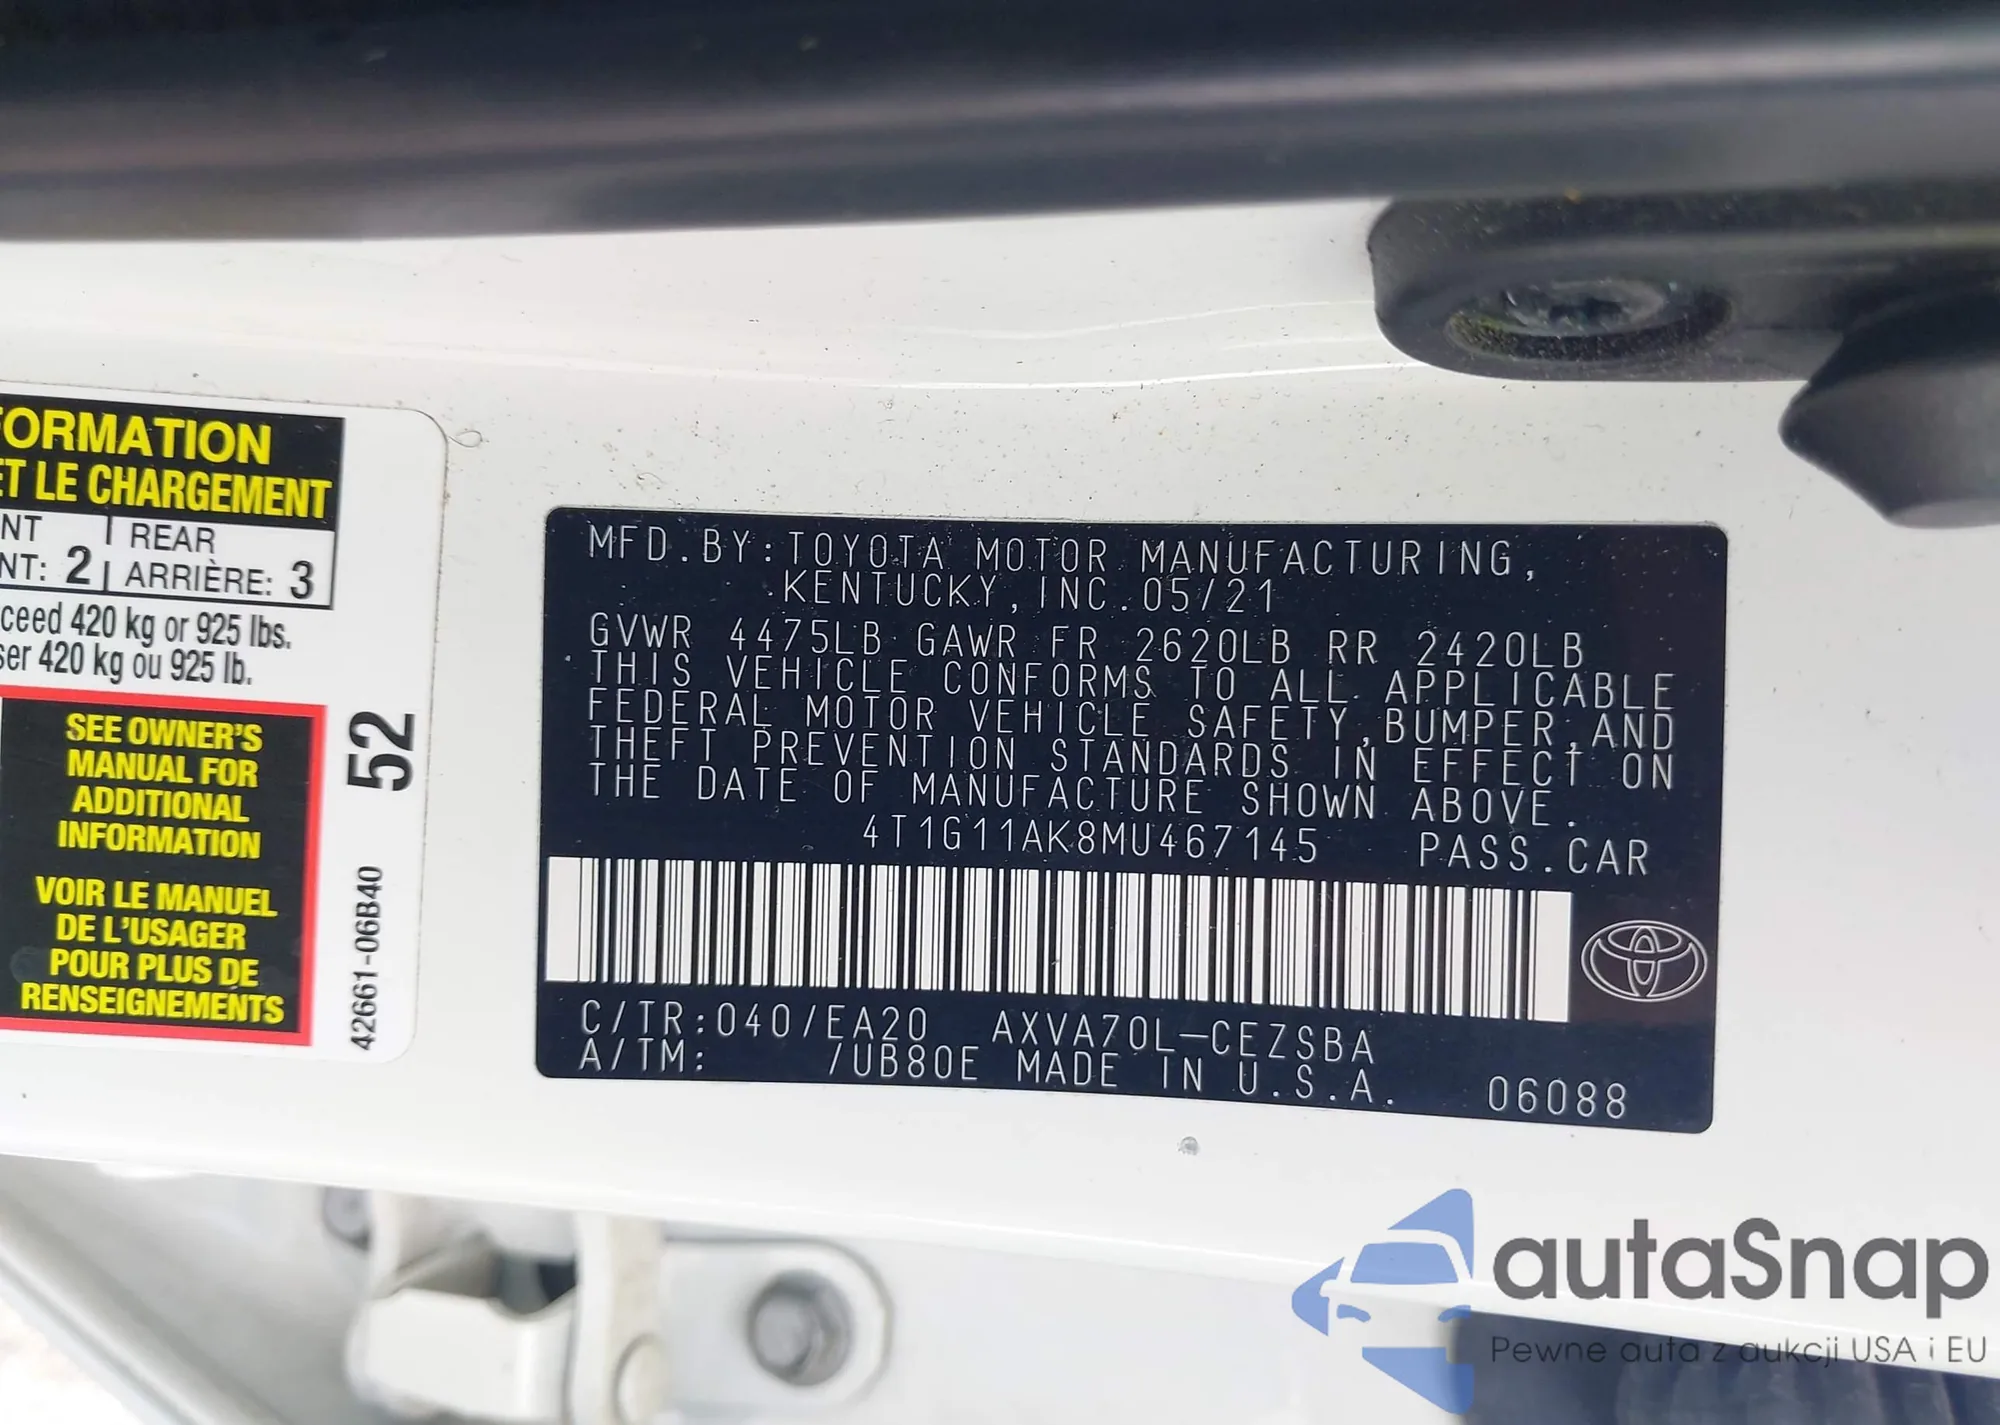 FORMATION
ET LE CHARGEMENT
NT | REAR
NT: 2 | ARRIÈRE: 3
ceed 420 kg or 925 lbs.
ser 420 kg ou 925 lb.
SEE OWNER'S
MANUAL FOR
ADDITIONAL
INFORMATION
VOIR LE MANUEL
DE L'USAGER
POUR PLUS DE
RENSEIGNEMENTS
52
42661-06B40
MFD.BY:TOYOTA MOTOR MANUFACTURING,
KENTUCKY,INC.05/21
GVWR 4475LB GAWR FR 2620LB RR 2420LB
THIS VEHICLE CONFORMS TO ALL APPLICABLE
FEDERAL MOTOR VEHICLE SAFETY,BUMPER,AND
THEFT PREVENTION STANDARDS IN EFFECT ON
THE DATE OF MANUFACTURE SHOWN ABOVE.
4T1G11AK8MU467145 PASS.CAR
C/TR:040/EA20 AXVA70L-CEZSBA
A/TM: /UB80E MADE IN U.S.A. 06088
autaSnap
Pewne auta z aukcji USA i EU